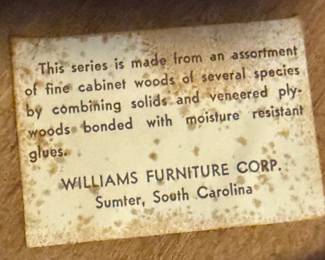 This series is made from an assortment
of fine cabinet woods of several species
by combining solids and veneered ply-
woods bonded with moisture resistant
glues.
WILLIAMS FURNITURE CORP.
Sumter, South Carolina